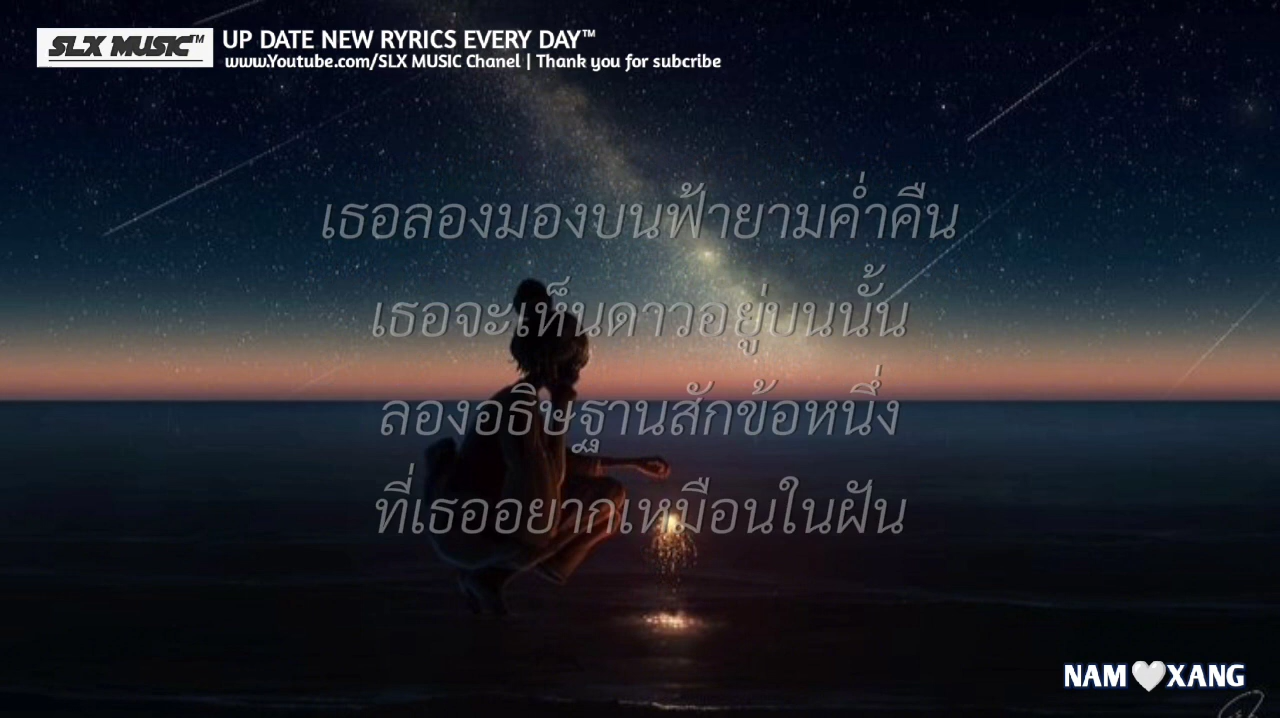 SLX MUSIC™
UP DATE NEW RYRICS EVERY DAY™
www.Youtube.com/SLX MUSIC Chanel | Thank you for subcribe
เธอลองมองบนฟ้ายามค่ำคืน
เธอจะเห็นดาวอยู่บนนั้น
ลองอธิษฐานสักข้อหนึ่ง
ที่เธออยากเหมือนในฝัน
NAM🤍XANG